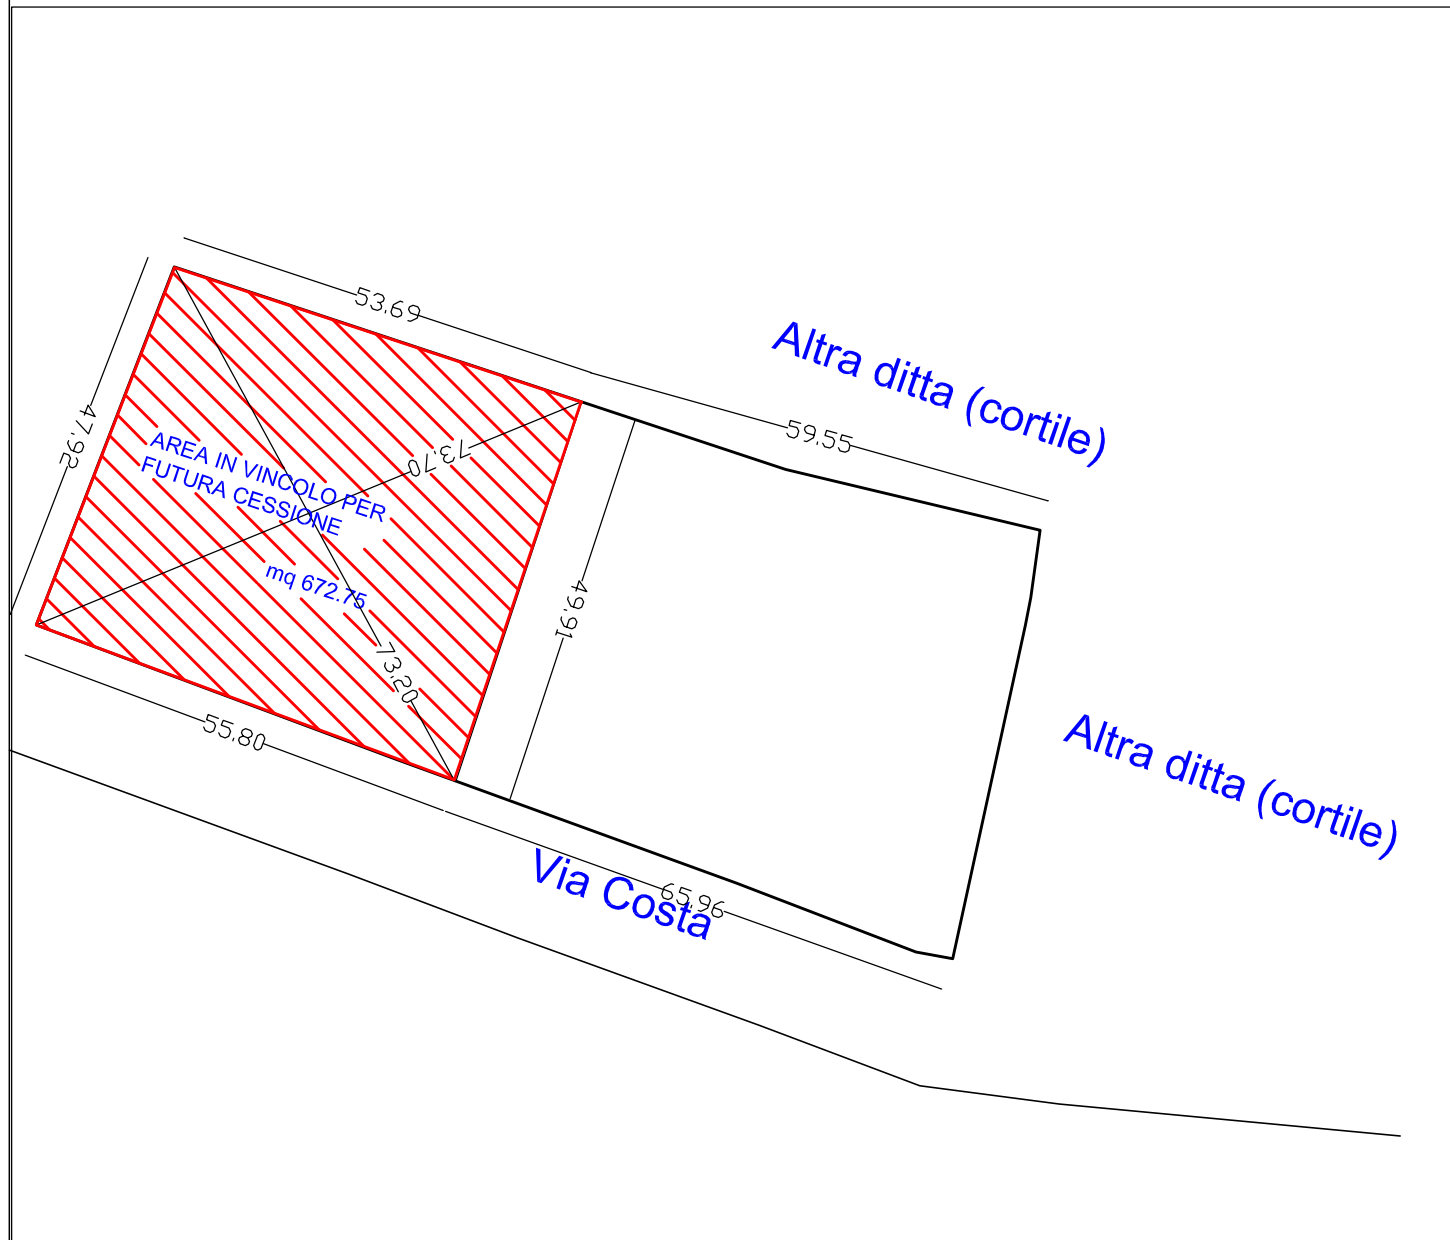 53.69
Altra ditta (cortile)
59.55
47.92
73.70
AREA IN VINCOLO PER
FUTURA CESSIONE
mq 672.75
49.91
73.20
55.80
Altra ditta (cortile)
Via Costa
65.96